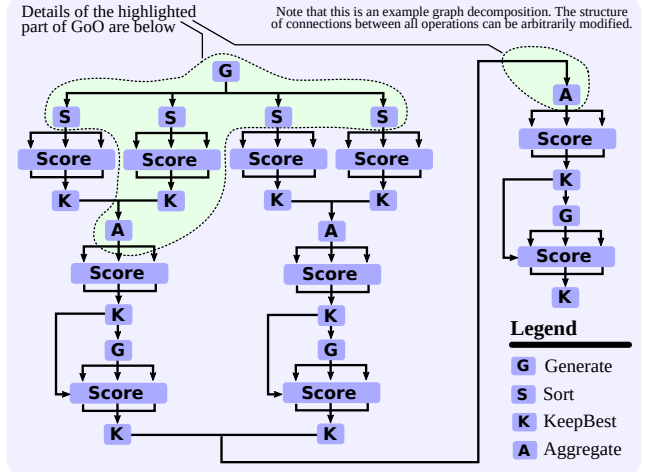 Details of the highlighted
part of GoO are below
Note that this is an example graph decomposition. The structure
of connections between all operations can be arbitrarily modified.
G
A
S S S S
Score
Score Score Score Score
K
K K K K
G
A A
Score
Score Score
K
K K
Legend
G G
G Generate
S Sort
Score Score
K KeepBest
K K
A Aggregate